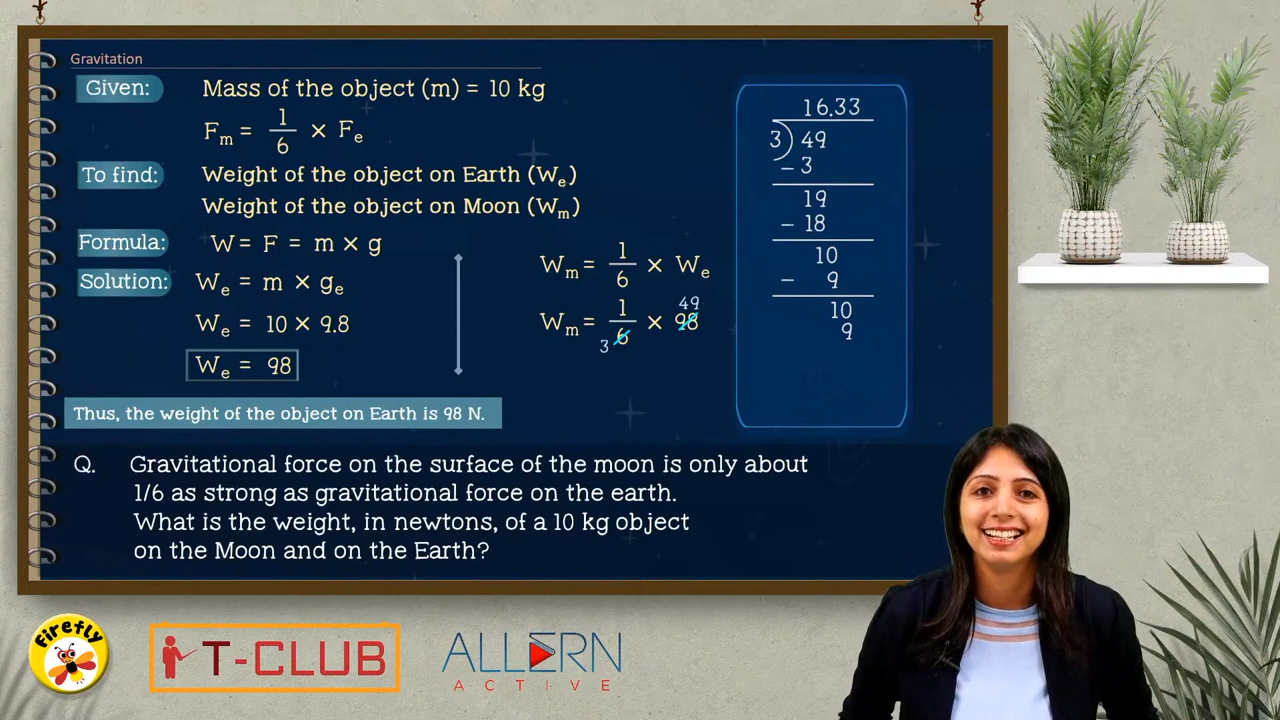 Gravitation
Given: Mass of the object (m) = 10 kg
Fₘ = 1/6 × Fₑ
To find: Weight of the object on Earth (Wₑ)
Weight of the object on Moon (Wₘ)
Formula: W = F = m × g
Solution: Wₑ = m × gₑ
Wₑ = 10 × 9.8
Wₑ = 98
Wₘ = 1/6 × Wₑ
49
Wₘ = 1/6 × 98
3
16.33
3) 49
– 3
19
– 18
10
– 9
10
9
Thus, the weight of the object on Earth is 98 N.
Q. Gravitational force on the surface of the moon is only about
1/6 as strong as gravitational force on the earth.
What is the weight, in newtons, of a 10 kg object
on the Moon and on the Earth?
Firefly
T-CLUB
ALLERN
ACTIVE